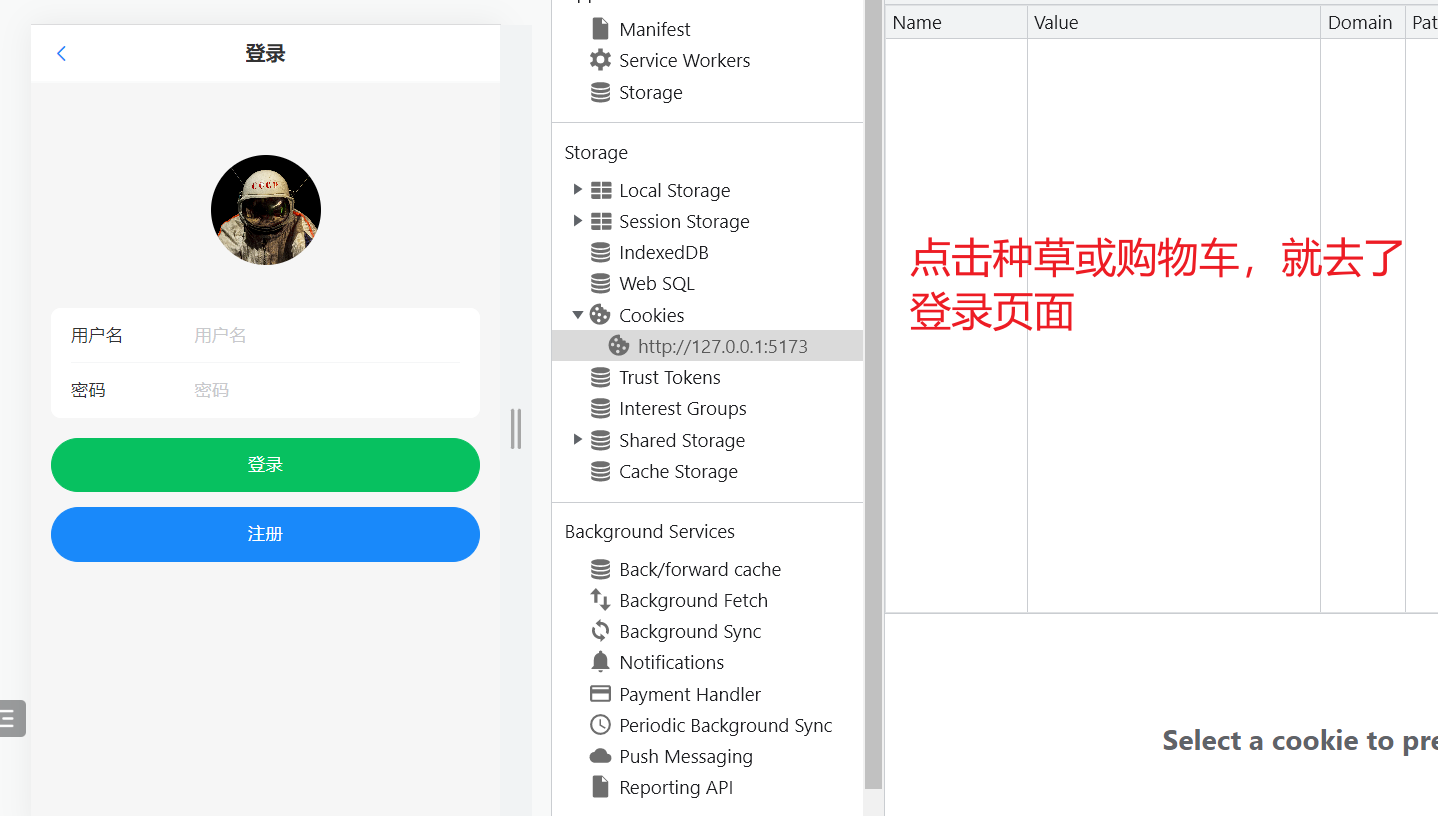 登录
CCCP
用户名 用户名
密码 密码
登录
注册
Manifest
Service Workers
Storage
Storage
Local Storage
Session Storage
IndexedDB
Web SQL
Cookies
http://127.0.0.1:5173
Trust Tokens
Interest Groups
Shared Storage
Cache Storage
Background Services
Back/forward cache
Background Fetch
Background Sync
Notifications
Payment Handler
Periodic Background Sync
Push Messaging
Reporting API
Name Value Domain Pat
点击种草或购物车，就去了
登录页面
Select a cookie to pre